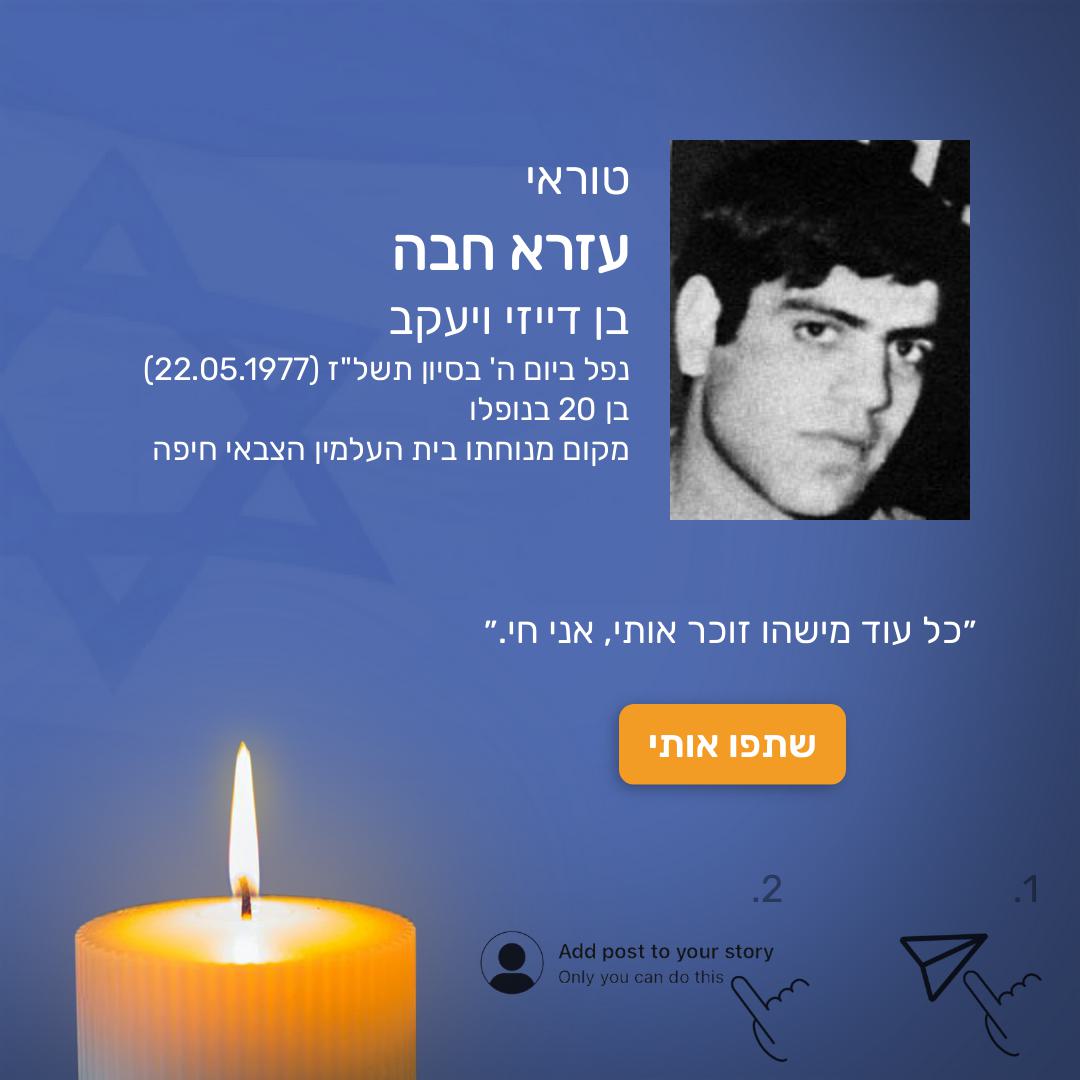 טוראי
עזרא חבה
בן דייזי ויעקב
נפל ביום ה' בסיון תשל"ז (22.05.1977)
בן 20 בנופלו
מקום מנוחתו בית העלמין הצבאי חיפה
״כל עוד מישהו זוכר אותי, אני חי.״
שתפו אותי
.1
.2
Add post to your story
Only you can do this